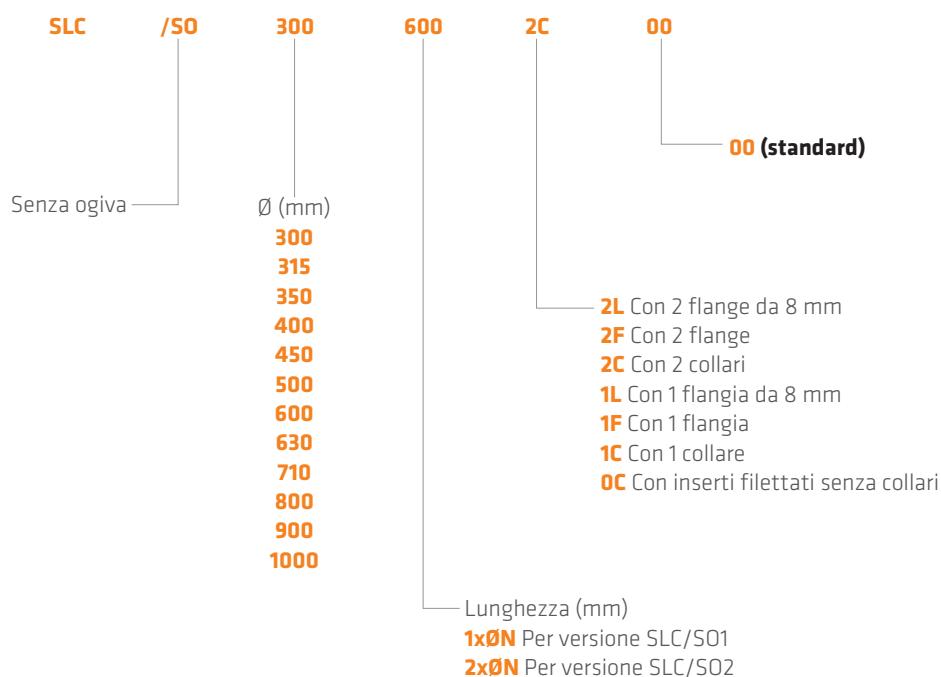 SLC /SO 300 600 2C 00
00 (standard)
Senza ogiva
Ø (mm)
300
315
350
400
450
500
600
630
710
800
900
1000
2L Con 2 flange da 8 mm
2F Con 2 flange
2C Con 2 collari
1L Con 1 flangia da 8 mm
1F Con 1 flangia
1C Con 1 collare
0C Con inserti filettati senza collari
Lunghezza (mm)
1xØN Per versione SLC/SO1
2xØN Per versione SLC/SO2